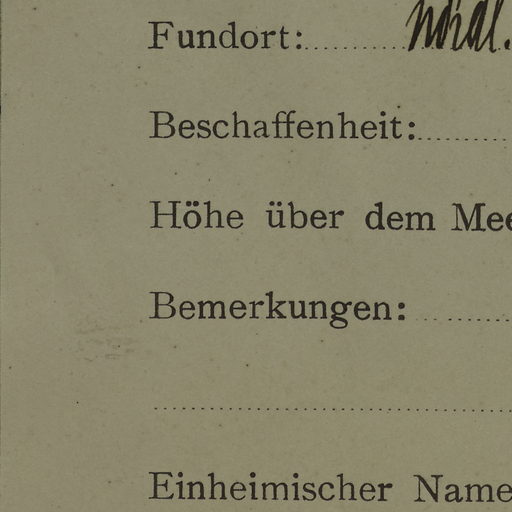 Fundort:
Beschaffenheit:
Höhe über dem Mee
Bemerkungen:
Einheimischer Name